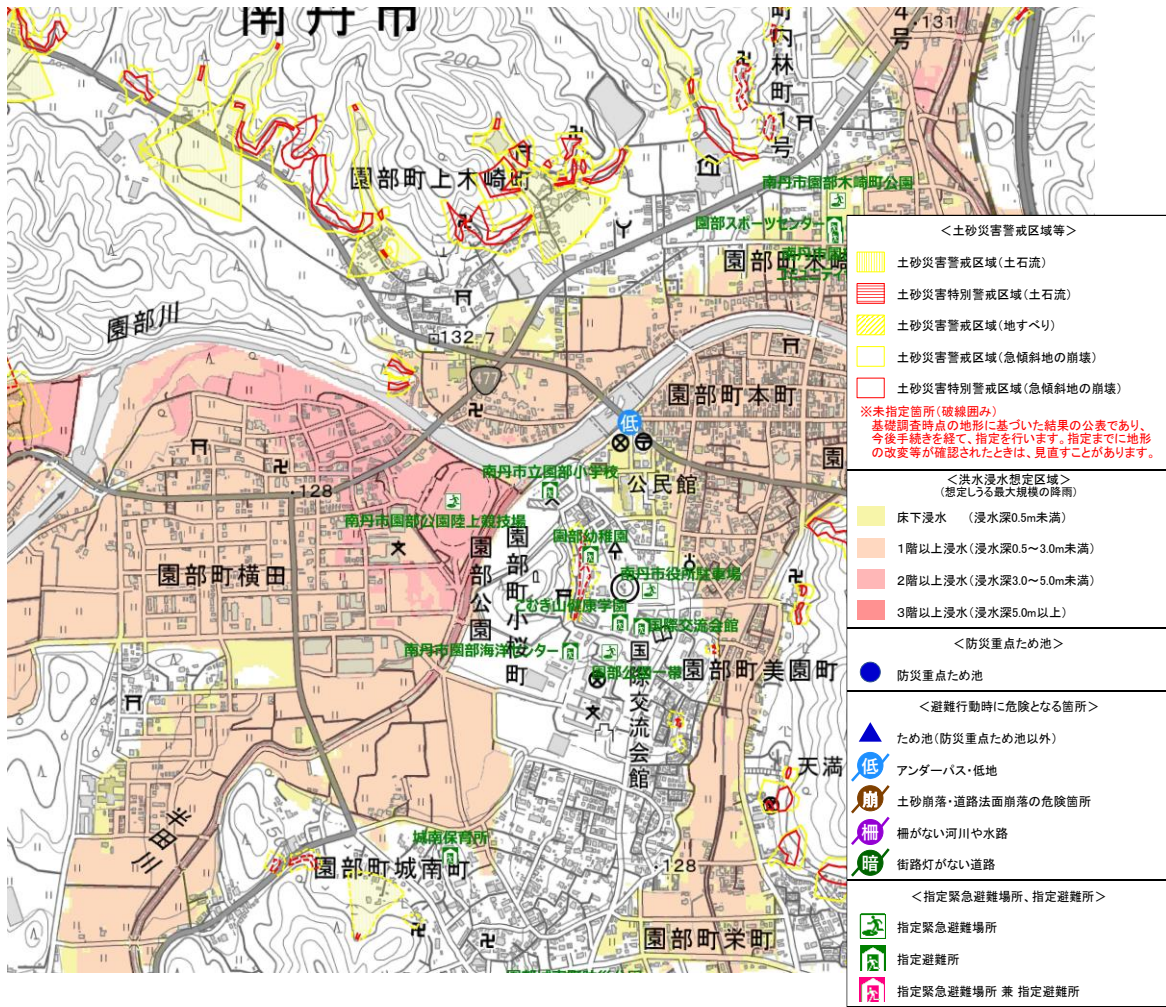 南丹市
4号
131
内林町1号
200
園部町上木崎町
南丹市園部木崎町公園
園部スポーツセンター
園部町木崎
園部川
132.7
477
園部町本町
低
南丹市立園部小学校
公民館
128
南丹市園部公園陸上競技場
園部幼稚園
園部町横田
園部公園
園部町小桜町
南丹市役所駐車場
こむぎ山健康学園
国際交流会館
南丹市園部海洋センター
園部公園一帯
園部町美園町
国際交流会館
天満
半田川
城南保育所
園部町城南町
128
園部町栄町
<土砂災害警戒区域等>
土砂災害警戒区域(土石流)
土砂災害特別警戒区域(土石流)
土砂災害警戒区域(地すべり)
土砂災害警戒区域(急傾斜地の崩壊)
土砂災害特別警戒区域(急傾斜地の崩壊)
※未指定箇所(破線囲み)
基礎調査時点の地形に基づいた結果の公表であり、
今後手続きを経て、指定を行います。指定までに地形
の改変等が確認されたときは、見直すことがあります。
<洪水浸水想定区域>
(想定しうる最大規模の降雨)
床下浸水 (浸水深0.5m未満)
1階以上浸水(浸水深0.5~3.0m未満)
2階以上浸水(浸水深3.0~5.0m未満)
3階以上浸水(浸水深5.0m以上)
<防災重点ため池>
防災重点ため池
<避難行動時に危険となる箇所>
ため池(防災重点ため池以外)
低 アンダーパス・低地
崩 土砂崩落・道路法面崩落の危険箇所
柵 柵がない河川や水路
暗 街路灯がない道路
<指定緊急避難場所、指定避難所>
指定緊急避難場所
指定避難所
指定緊急避難場所 兼 指定避難所